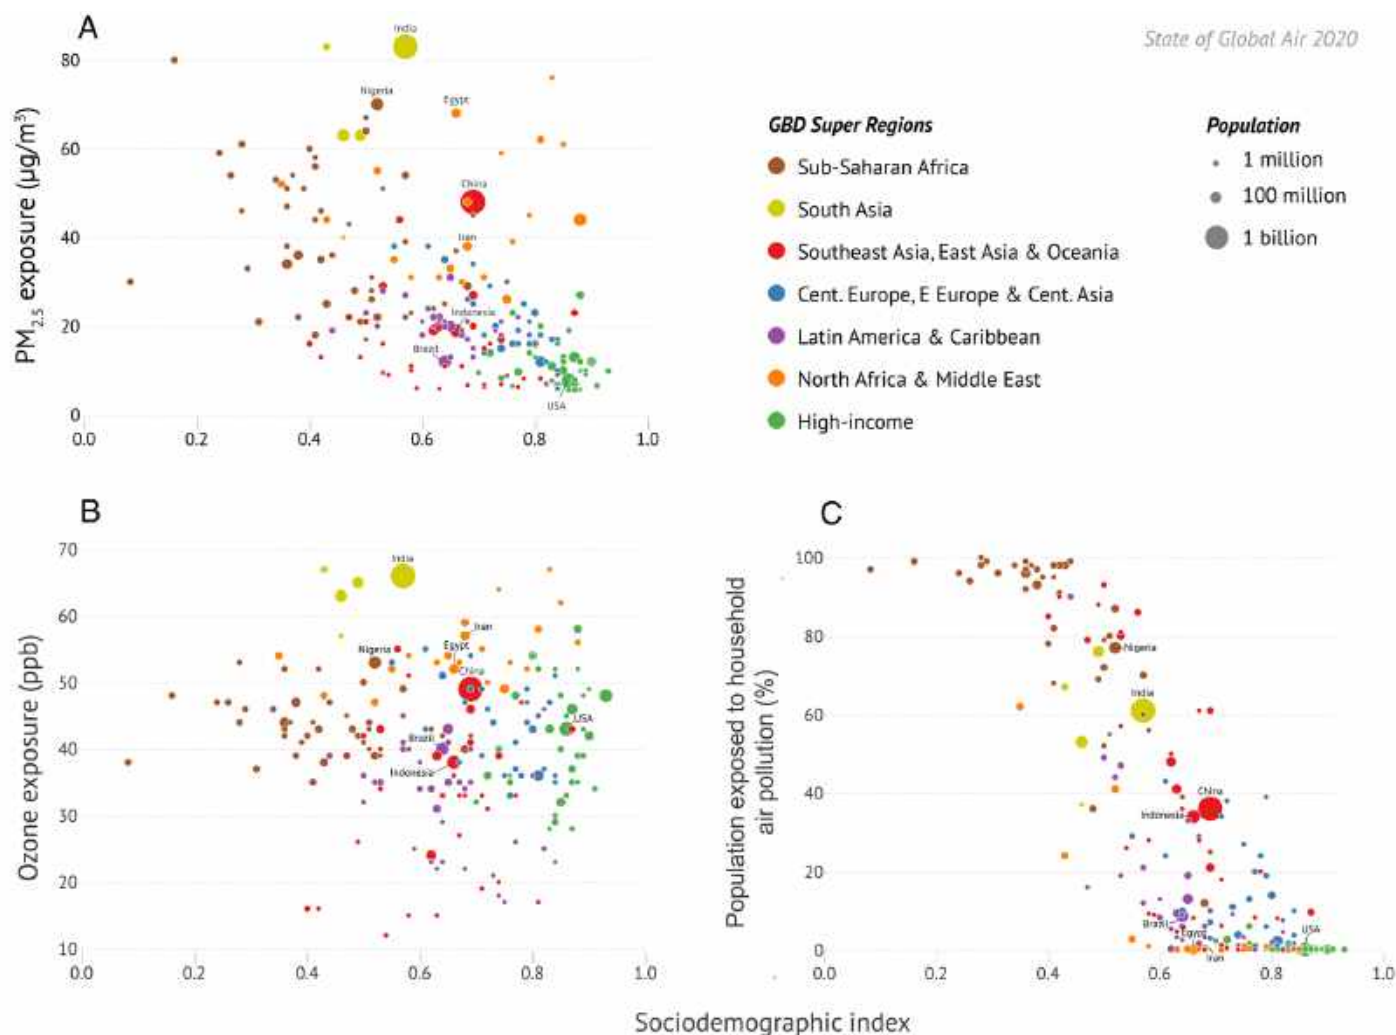 A
State of Global Air 2020
PM2.5 exposure (µg/m³)
80
60
40
20
0
India
Nigeria
Egypt
China
Iran
Indonesia
Brazil
USA
0.0 0.2 0.4 0.6 0.8 1.0
GBD Super Regions
Sub-Saharan Africa
South Asia
Southeast Asia, East Asia & Oceania
Cent. Europe, E Europe & Cent. Asia
Latin America & Caribbean
North Africa & Middle East
High-income
Population
1 million
100 million
1 billion
B
Ozone exposure (ppb)
70
60
50
40
30
20
10
India
Iran
Nigeria
Egypt
China
USA
Brazil
Indonesia
0.0 0.2 0.4 0.6 0.8 1.0
C
Population exposed to household
air pollution (%)
100
80
60
40
20
0
Nigeria
India
China
Indonesia
Brazil
Egypt
USA
Iran
0.0 0.2 0.4 0.6 0.8 1.0
Sociodemographic index